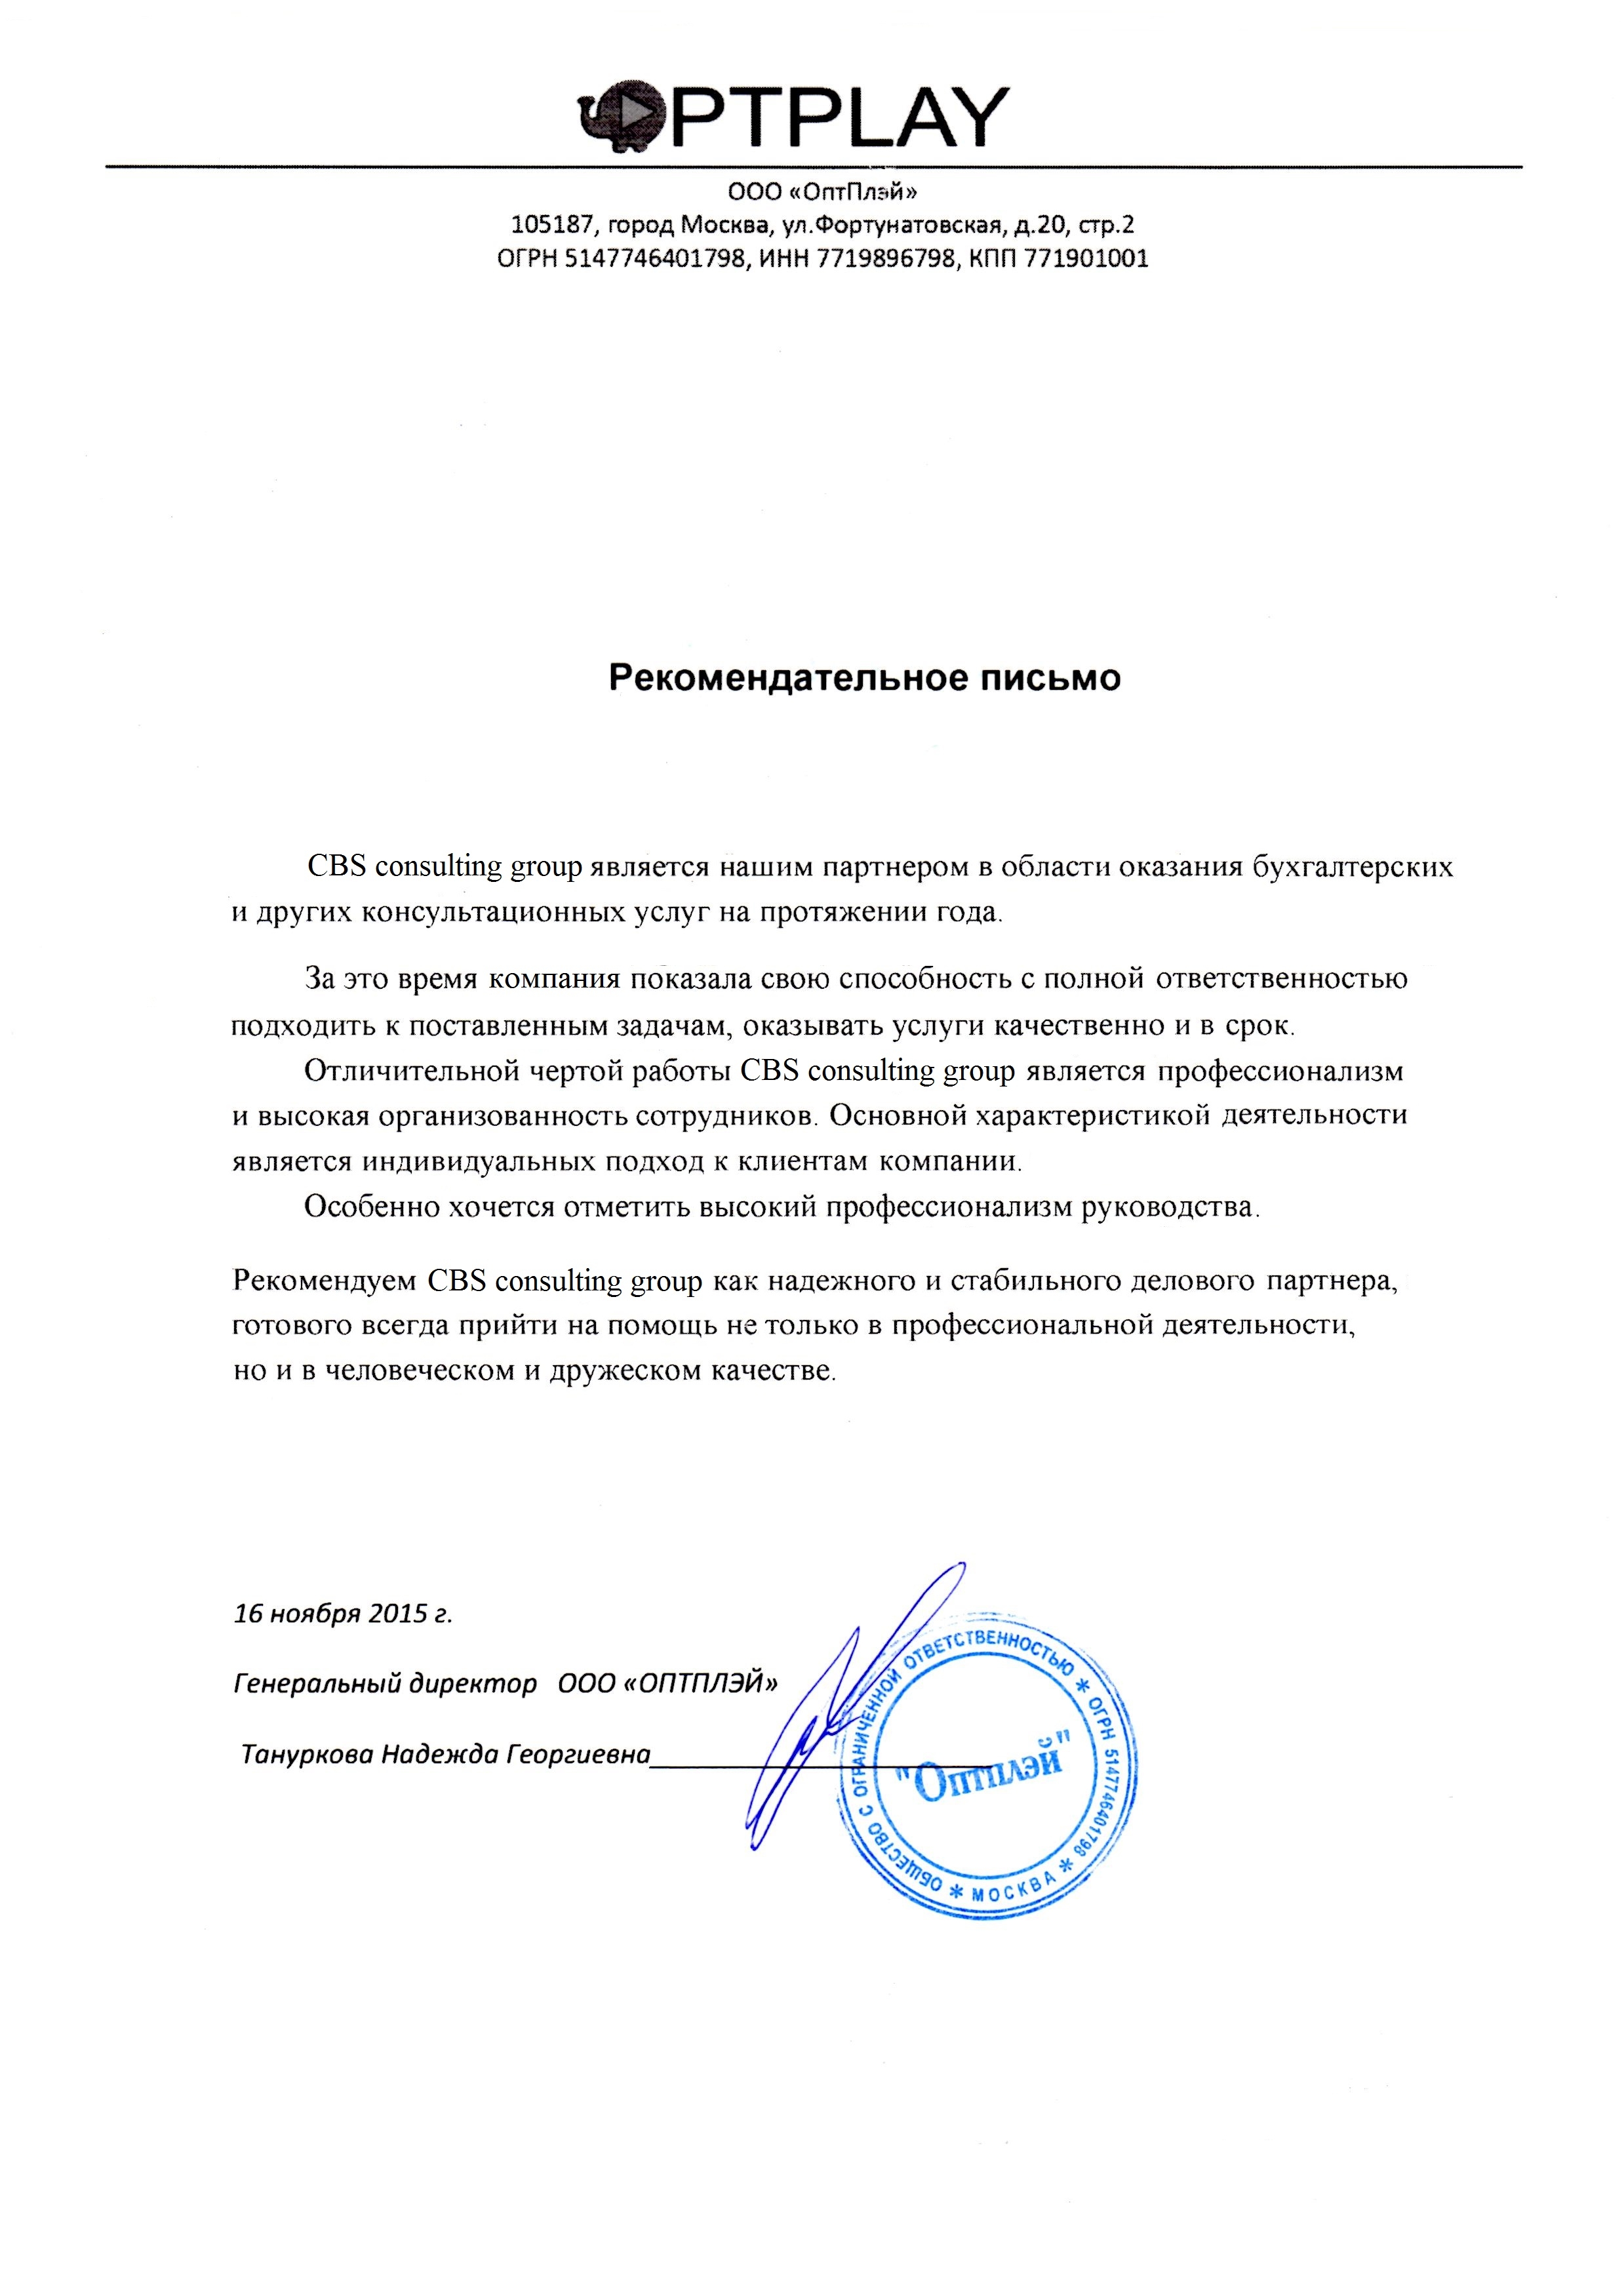 OPTPLAY
ООО «ОптПлэй»
105187, город Москва, ул.Фортунатовская, д.20, стр.2
ОГРН 5147746401798, ИНН 7719896798, КПП 771901001
Рекомендательное письмо
CBS consulting group является нашим партнером в области оказания бухгалтерских
и других консультационных услуг на протяжении года.
За это время компания показала свою способность с полной ответственностью
подходить к поставленным задачам, оказывать услуги качественно и в срок.
Отличительной чертой работы CBS consulting group является профессионализм
и высокая организованность сотрудников. Основной характеристикой деятельности
является индивидуальных подход к клиентам компании.
Особенно хочется отметить высокий профессионализм руководства.
Рекомендуем CBS consulting group как надежного и стабильного делового партнера,
готового всегда прийти на помощь не только в профессиональной деятельности,
но и в человеческом и дружеском качестве.
16 ноября 2015 г.
Генеральный директор ООО «ОПТПЛЭЙ»
Тануркова Надежда Георгиевна
ОБЩЕСТВО С ОГРАНИЧЕННОЙ ОТВЕТСТВЕННОСТЬЮ * ОГРН 5147746401798 * МОСКВА *
"Оптплэй"